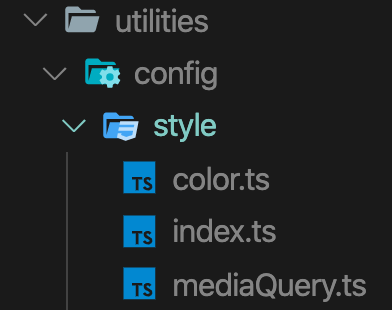 utilities
config
style
TS color.ts
TS index.ts
TS mediaQuery.ts